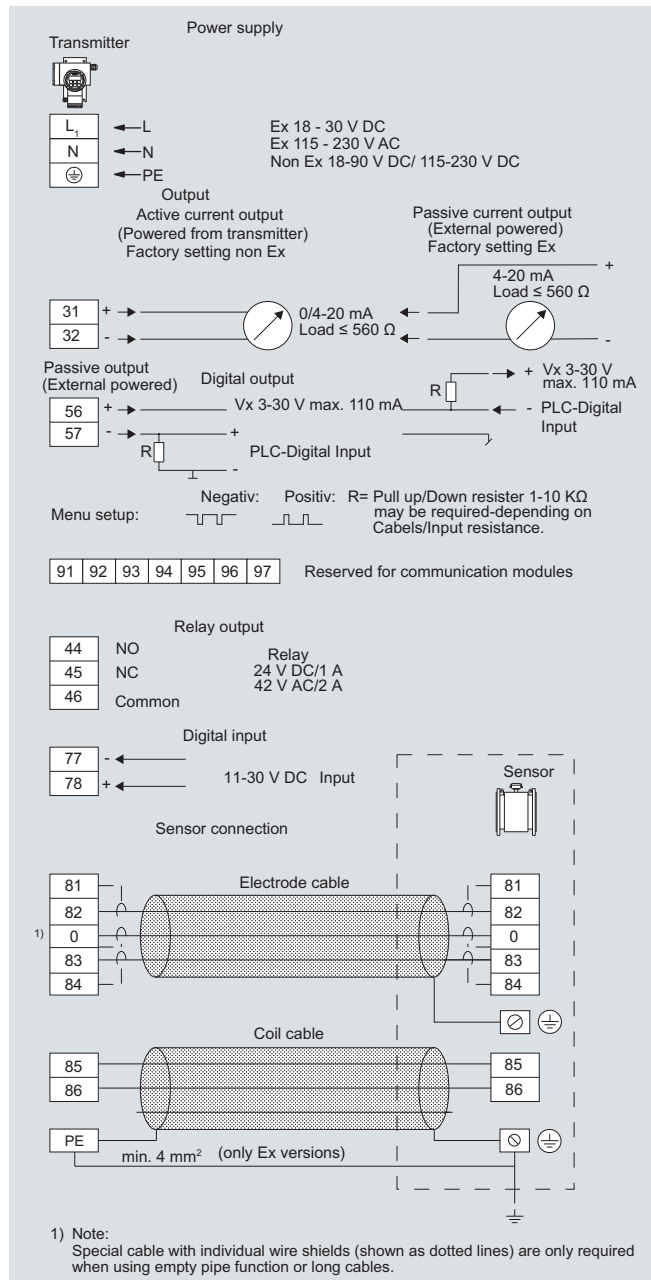 Power supply
Transmitter
L1
L
N
N
PE
Ex 18 - 30 V DC
Ex 115 - 230 V AC
Non Ex 18-90 V DC/ 115-230 V DC
Output
Active current output
(Powered from transmitter)
Factory setting non Ex
Passive current output
(External powered)
Factory setting Ex
31 +
32 -
0/4-20 mA
Load ≤ 560 Ω
4-20 mA
Load ≤ 560 Ω
+
-
Passive output
(External powered)
Digital output
56 +
57 -
Vx 3-30 V max. 110 mA
R
+
-
PLC-Digital Input
R
+ Vx 3-30 V
max. 110 mA
- PLC-Digital
Input
Menu setup:
Negativ:
Positiv:
R= Pull up/Down resister 1-10 KΩ
may be required-depending on
Cabels/Input resistance.
91 92 93 94 95 96 97
Reserved for communication modules
Relay output
44 NO
45 NC
46 Common
Relay
24 V DC/1 A
42 V AC/2 A
Digital input
77 -
78 +
11-30 V DC Input
Sensor
Sensor connection
Electrode cable
81
82
1) 0
83
84
81
82
0
83
84
Coil cable
85
86
85
86
PE
min. 4 mm² (only Ex versions)
1) Note:
Special cable with individual wire shields (shown as dotted lines) are only required
when using empty pipe function or long cables.